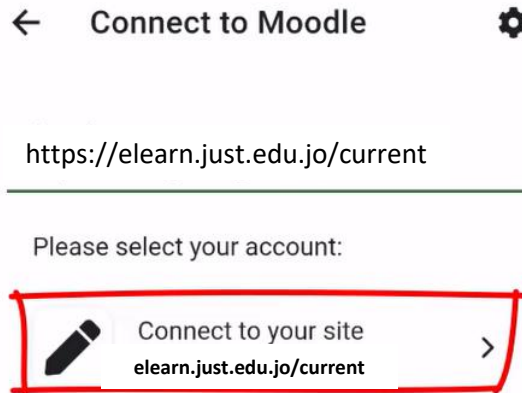 Connect to Moodle
https://elearn.just.edu.jo/current
Please select your account:
Connect to your site
elearn.just.edu.jo/current